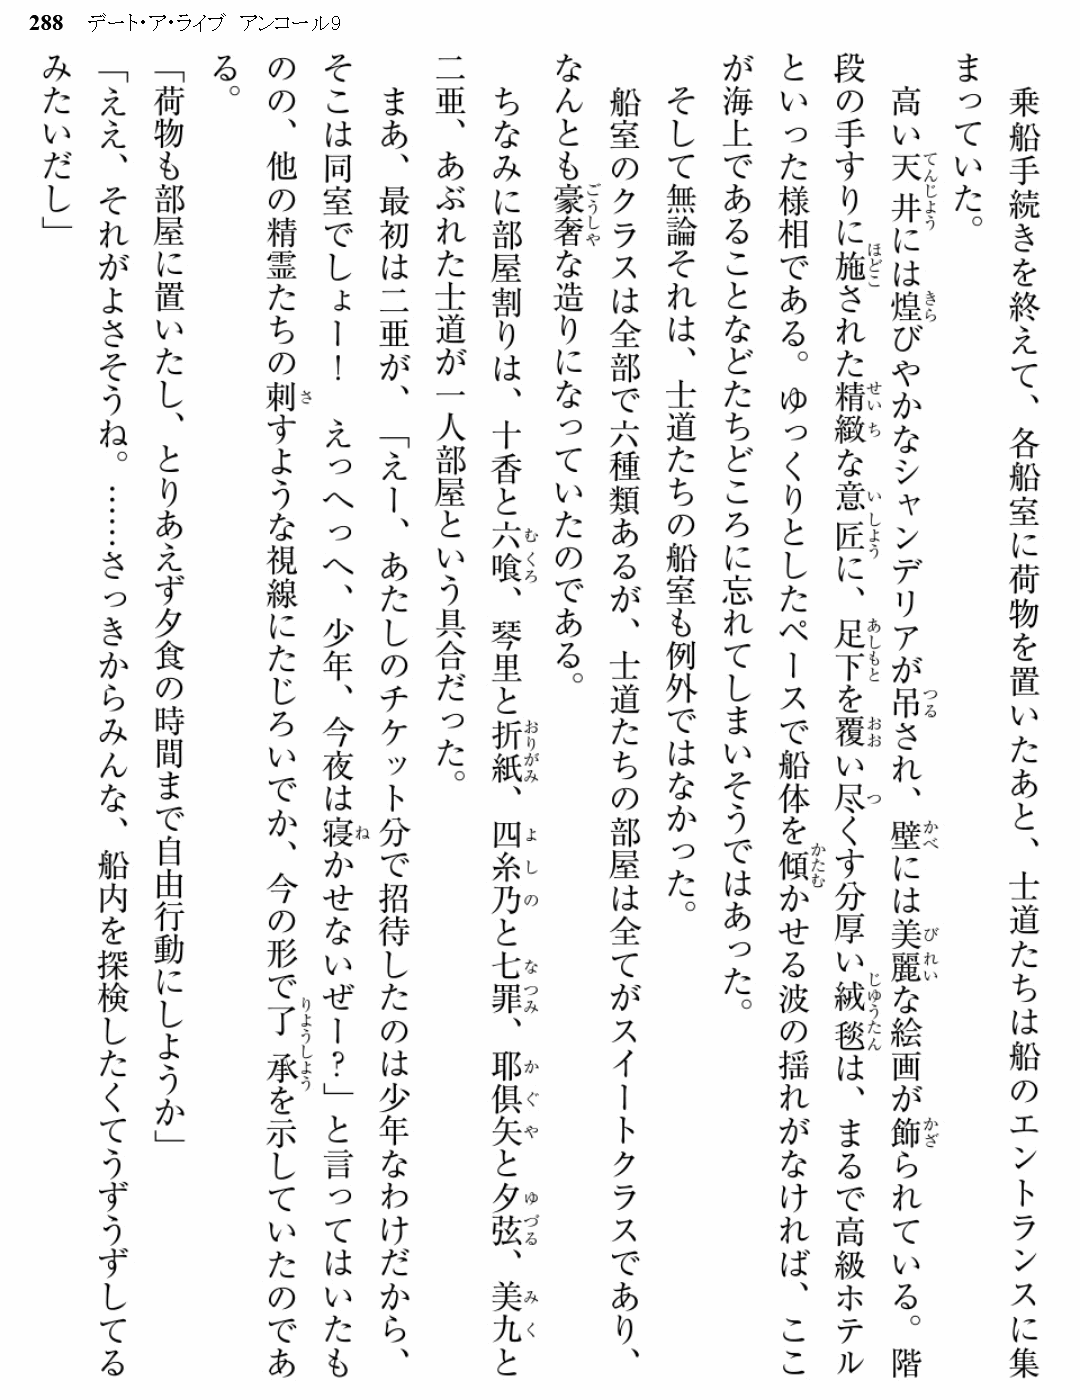 288 デート・ア・ライブ アンコール9
乗船手続きを終えて、各船室に荷物を置いたあと、士道たちは船のエントランスに集
まっていた。
高い天井には煌びやかなシャンデリアが吊され、壁には美麗な絵画が飾られている。階
段の手すりに施された精緻な意匠に、足下を覆い尽くす分厚い絨毯は、まるで高級ホテル
といった様相である。ゆっくりとしたペースで船体を傾かせる波の揺れがなければ、ここ
が海上であることなどたちどころに忘れてしまいそうではあった。
そして無論それは、士道たちの船室も例外ではなかった。
船室のクラスは全部で六種類あるが、士道たちの部屋は全てがスイートクラスであり、
なんとも豪奢な造りになっていたのである。
ちなみに部屋割りは、十香と六喰、琴里と折紙、四糸乃と七罪、耶倶矢と夕弦、美九と
二亜、あぶれた士道が一人部屋という具合だった。
まあ、最初は二亜が、「えー、あたしのチケット分で招待したのは少年なわけだから、
そこは同室でしょー！　えっへっへ、少年、今夜は寝かせないぜー？」と言ってはいたも
のの、他の精霊たちの刺すような視線にたじろいでか、今の形で了承を示していたのであ
る。
「荷物も部屋に置いたし、とりあえず夕食の時間まで自由行動にしようか」
「ええ、それがよさそうね。……さっきからみんな、船内を探検したくてうずうずしてる
みたいだし」